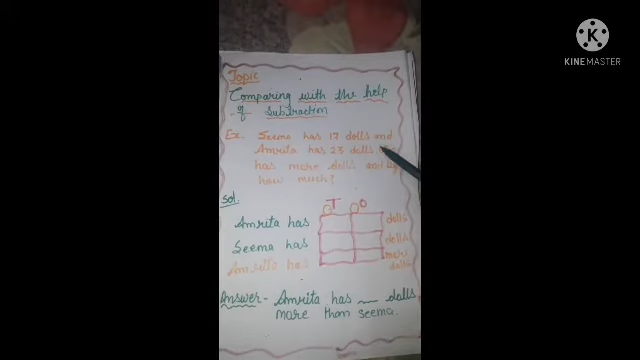 K
KINEMASTER
Topic
Comparing with the help
of Subtraction
Ex. Seema has 17 dolls and
Amrita has 23 dolls.
has more dolls and by
how much?
Sol.
T O
Amrita has dolls
Seema has dolls
Amrita has more
dolls
Answer- Amrita has __ dolls
more than seema.